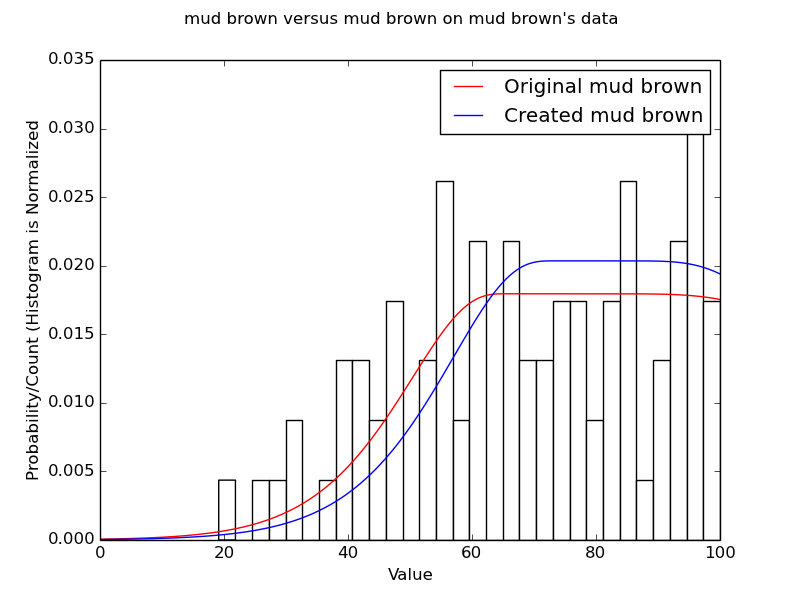 mud brown versus mud brown on mud brown's data
0.035
0.030
0.025
0.020
0.015
0.010
0.005
0.000
Probability/Count (Histogram is Normalized
Original mud brown
Created mud brown
0 20 40 60 80 100
Value